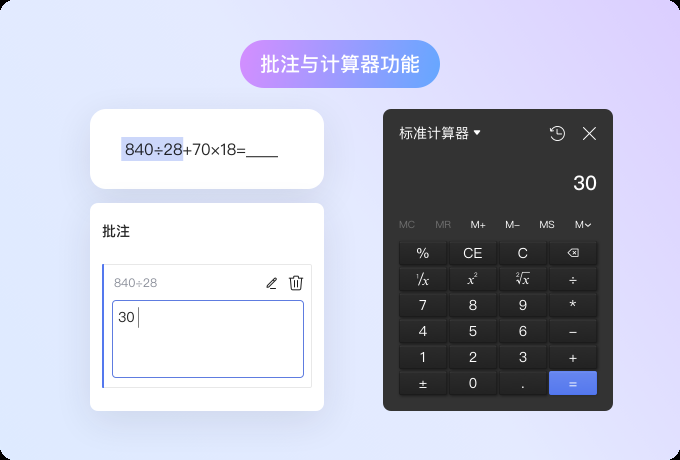 批注与计算器功能
840÷28+70×18=____
批注
840÷28
30
标准计算器
30
MC MR M+ M− MS M
% CE C
¹/x x² ²√x ÷
7 8 9 *
4 5 6 −
1 2 3 +
± 0 . =